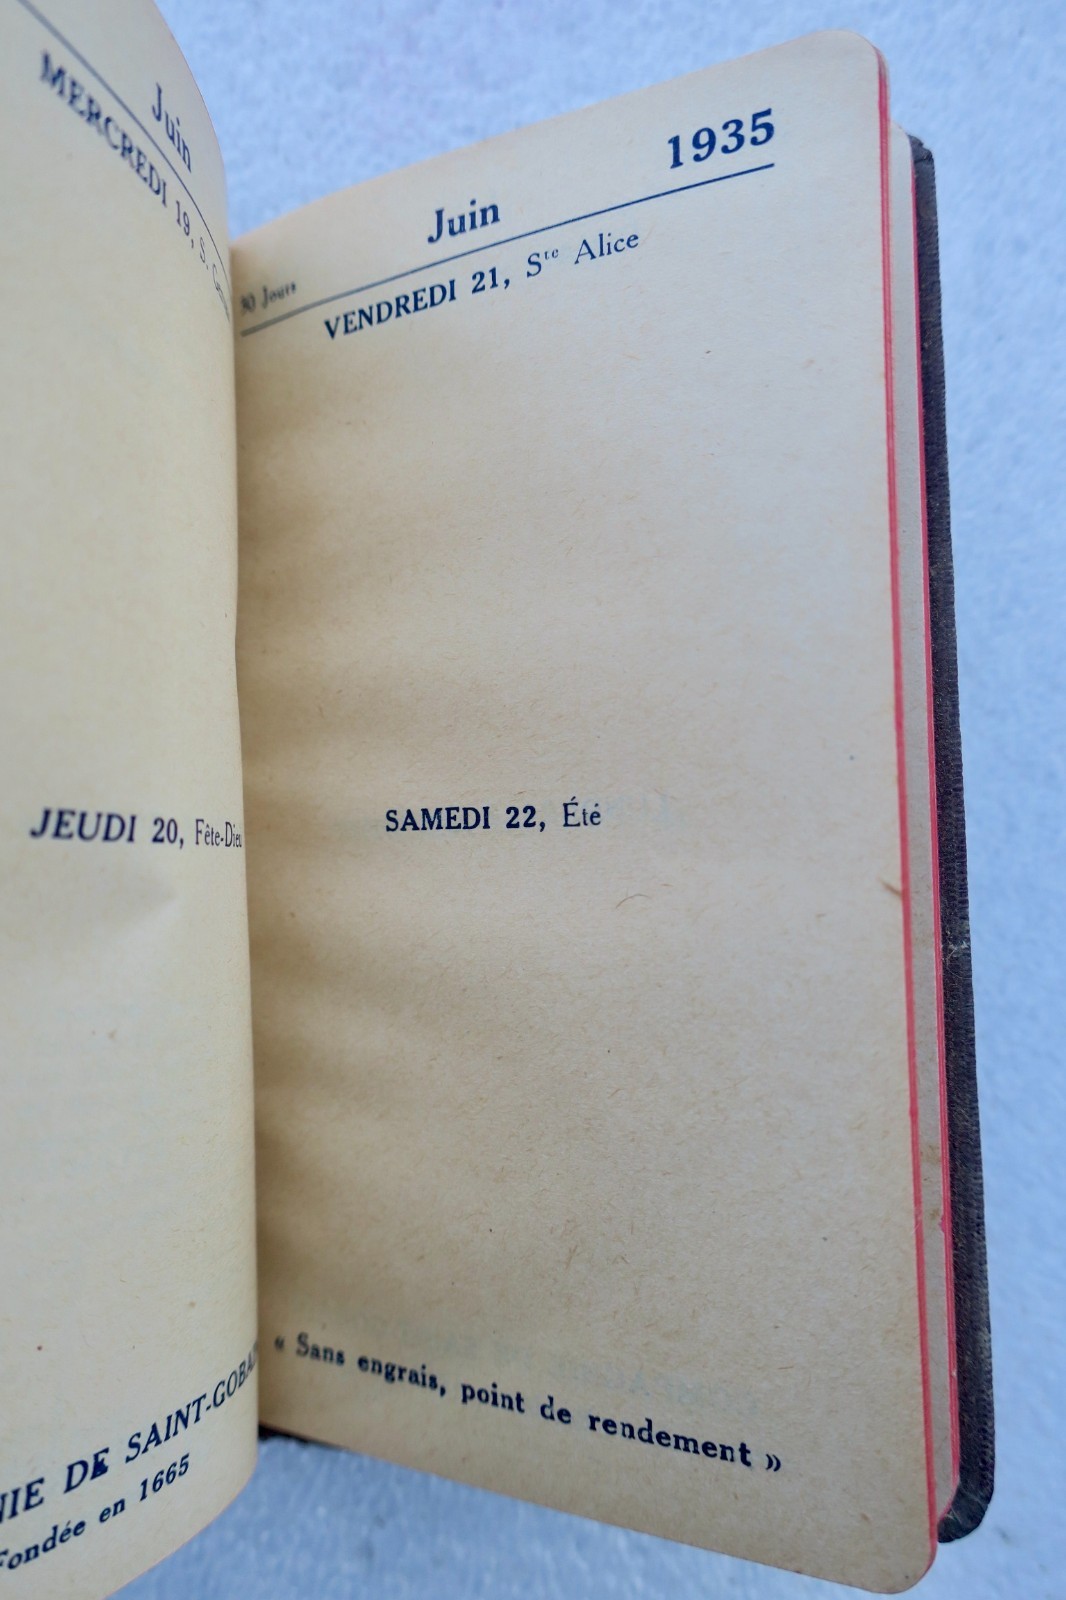 Juin
MERCREDI 19, S.
JEUDI 20, Fête-Dieu
DE SAINT-GOBAIN
Fondée en 1665
Juin 1935
30 Jours
VENDREDI 21, Ste Alice
SAMEDI 22, Été
« Sans engrais, point de rendement »